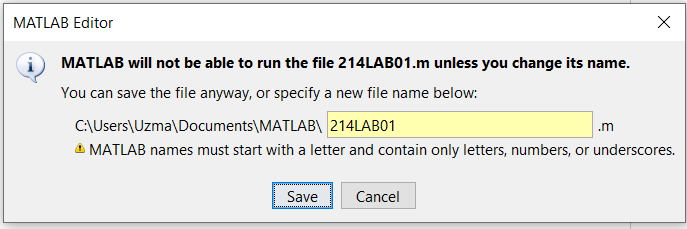 MATLAB Editor
MATLAB will not be able to run the file 214LAB01.m unless you change its name.
You can save the file anyway, or specify a new file name below:
C:\Users\Uzma\Documents\MATLAB\ 214LAB01 .m
MATLAB names must start with a letter and contain only letters, numbers, or underscores.
Save Cancel